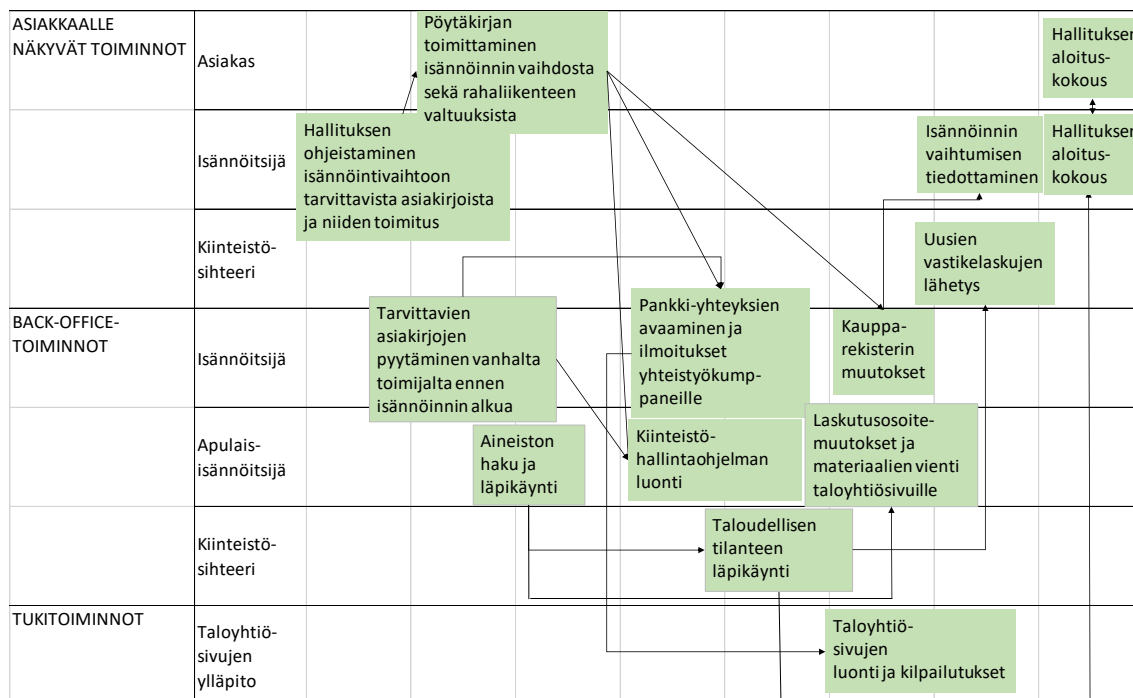 ASIAKKAALLE
NÄKYVÄT TOIMINNOT
Asiakas
Pöytäkirjan
toimittaminen
isännöinnin vaihdosta
sekä rahaliikenteen
valtuuksista
Hallituksen
aloitus-
kokous
Isännöitsijä
Hallituksen
ohjeistaminen
isännöintivaihtoon
tarvittavista asiakirjoista
ja niiden toimitus
Isännöinnin
vaihtumisen
tiedottaminen
Hallituksen
aloitus-
kokous
Kiinteistö-
sihteeri
Uusien
vastikelaskujen
lähetys
BACK-OFFICE-
TOIMINNOT
Isännöitsijä
Tarvittavien
asiakirjojen
pyytäminen vanhalta
toimijalta ennen
isännöinnin alkua
Pankki-yhteyksien
avaaminen ja
ilmoitukset
yhteistyökump-
paneille
Kauppa-
rekisterin
muutokset
Apulais-
isännöitsijä
Aineiston
haku ja
läpikäynti
Kiinteistö-
hallintaohjelman
luonti
Laskutusosoite-
muutokset ja
materiaalien vienti
taloyhtiösivuille
Kiinteistö-
sihteeri
Taloudellisen
tilanteen
läpikäynti
TUKITOIMINNOT
Taloyhtiö-
sivujen
ylläpito
Taloyhtiö-
sivujen
luonti ja kilpailutukset